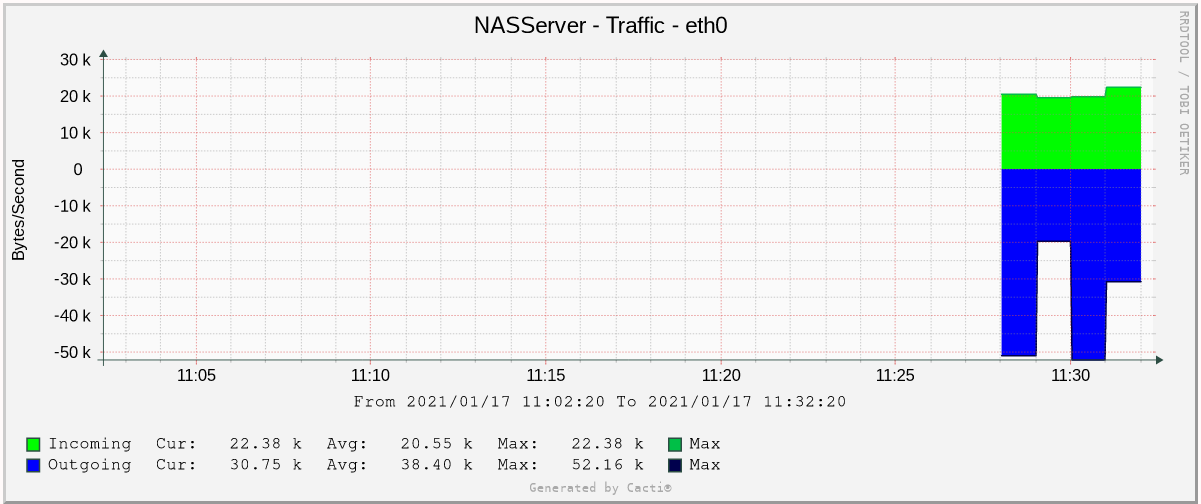 NASServer - Traffic - eth0
RRDTOOL / TOBI OETIKER
Bytes/Second
30 k
20 k
10 k
0
-10 k
-20 k
-30 k
-40 k
-50 k
11:05 11:10 11:15 11:20 11:25 11:30
From 2021/01/17 11:02:20 To 2021/01/17 11:32:20
Incoming Cur: 22.38 k Avg: 20.55 k Max: 22.38 k Max
Outgoing Cur: 30.75 k Avg: 38.40 k Max: 52.16 k Max
Generated by Cacti®